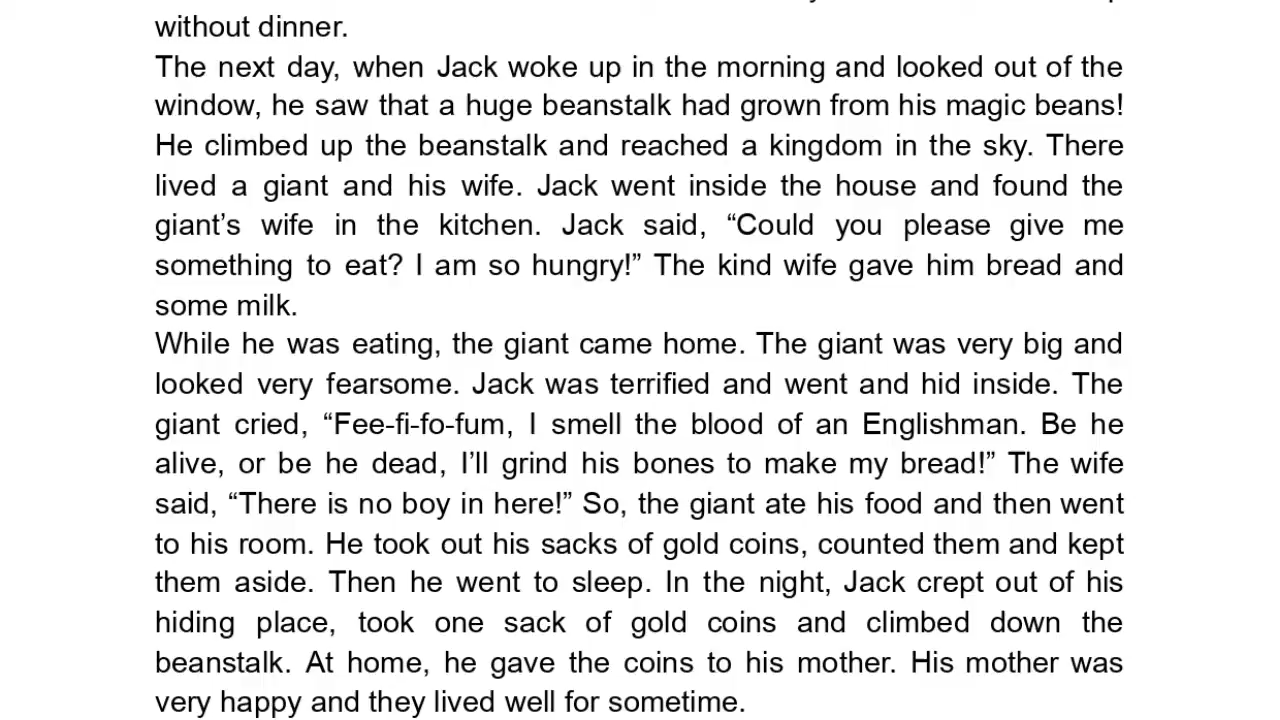 without dinner.
The next day, when Jack woke up in the morning and looked out of the
window, he saw that a huge beanstalk had grown from his magic beans!
He climbed up the beanstalk and reached a kingdom in the sky. There
lived a giant and his wife. Jack went inside the house and found the
giant’s wife in the kitchen. Jack said, “Could you please give me
something to eat? I am so hungry!” The kind wife gave him bread and
some milk.
While he was eating, the giant came home. The giant was very big and
looked very fearsome. Jack was terrified and went and hid inside. The
giant cried, “Fee-fi-fo-fum, I smell the blood of an Englishman. Be he
alive, or be he dead, I’ll grind his bones to make my bread!” The wife
said, “There is no boy in here!” So, the giant ate his food and then went
to his room. He took out his sacks of gold coins, counted them and kept
them aside. Then he went to sleep. In the night, Jack crept out of his
hiding place, took one sack of gold coins and climbed down the
beanstalk. At home, he gave the coins to his mother. His mother was
very happy and they lived well for sometime.